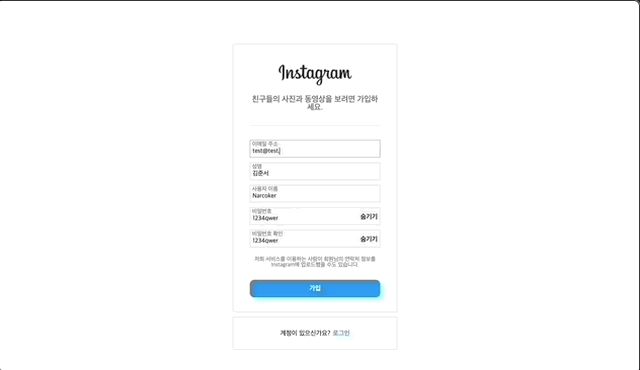 Instagram
친구들의 사진과 동영상을 보려면 가입하
세요.
이메일 주소
test@test.
성명
김준서
사용자 이름
Narcoker
비밀번호
1234qwer
숨기기
비밀번호 확인
1234qwer
숨기기
저희 서비스를 이용하는 사람이 회원님의 연락처 정보를
Instagram에 업로드했을 수도 있습니다
가입
계정이 있으신가요? 로그인